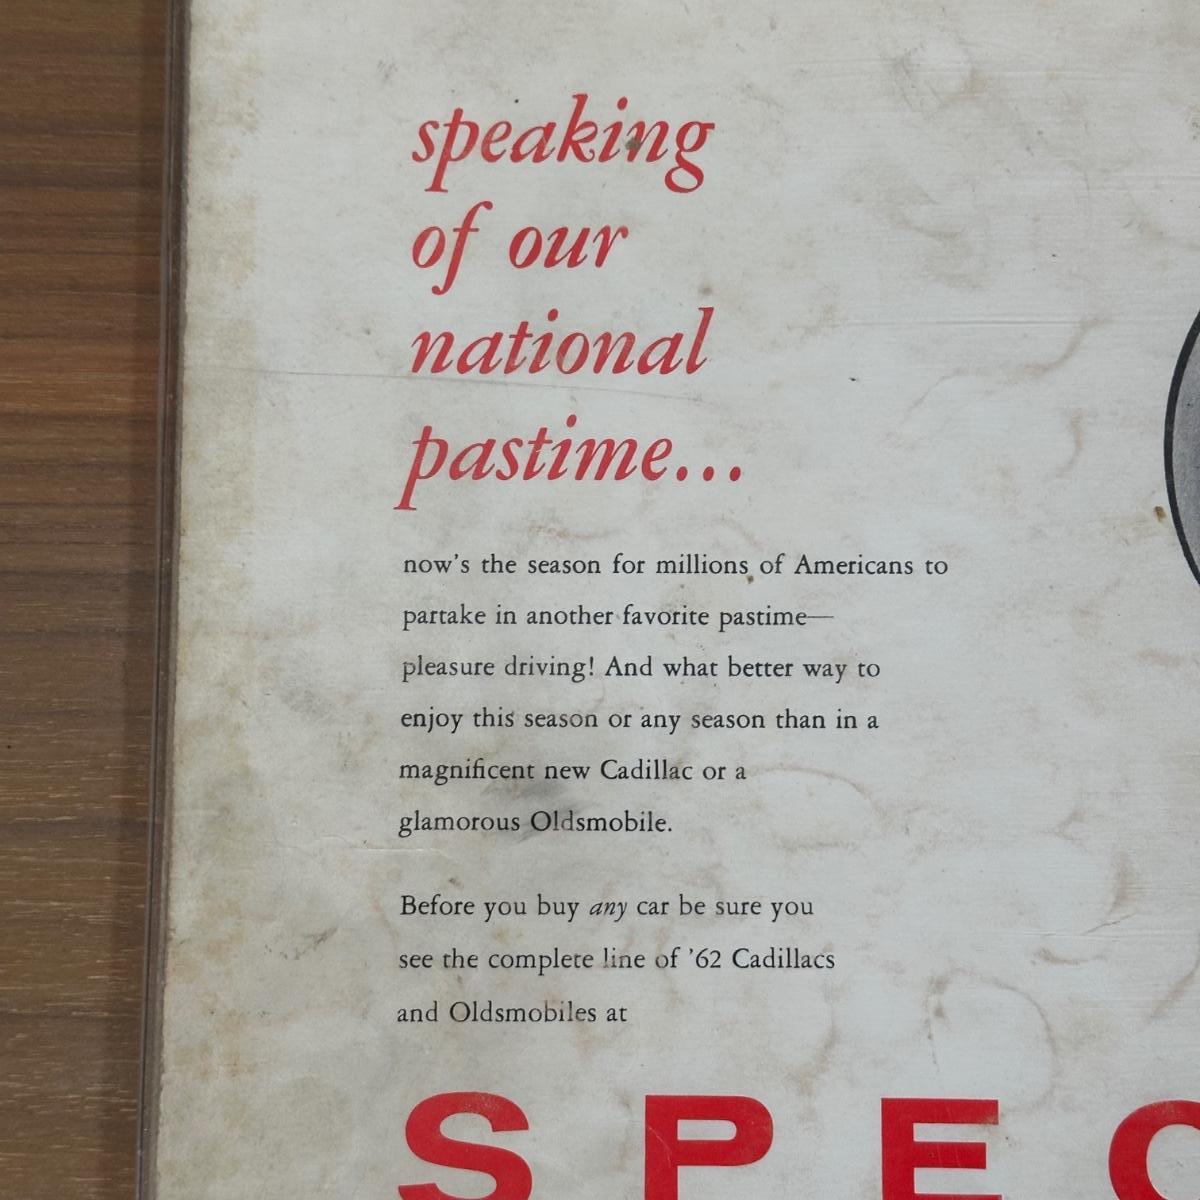 speaking
of our
national
pastime...
now's the season for millions of Americans to
partake in another favorite pastime—
pleasure driving! And what better way to
enjoy this season or any season than in a
magnificent new Cadillac or a
glamorous Oldsmobile.
Before you buy any car be sure you
see the complete line of '62 Cadillacs
and Oldsmobiles at
SPE